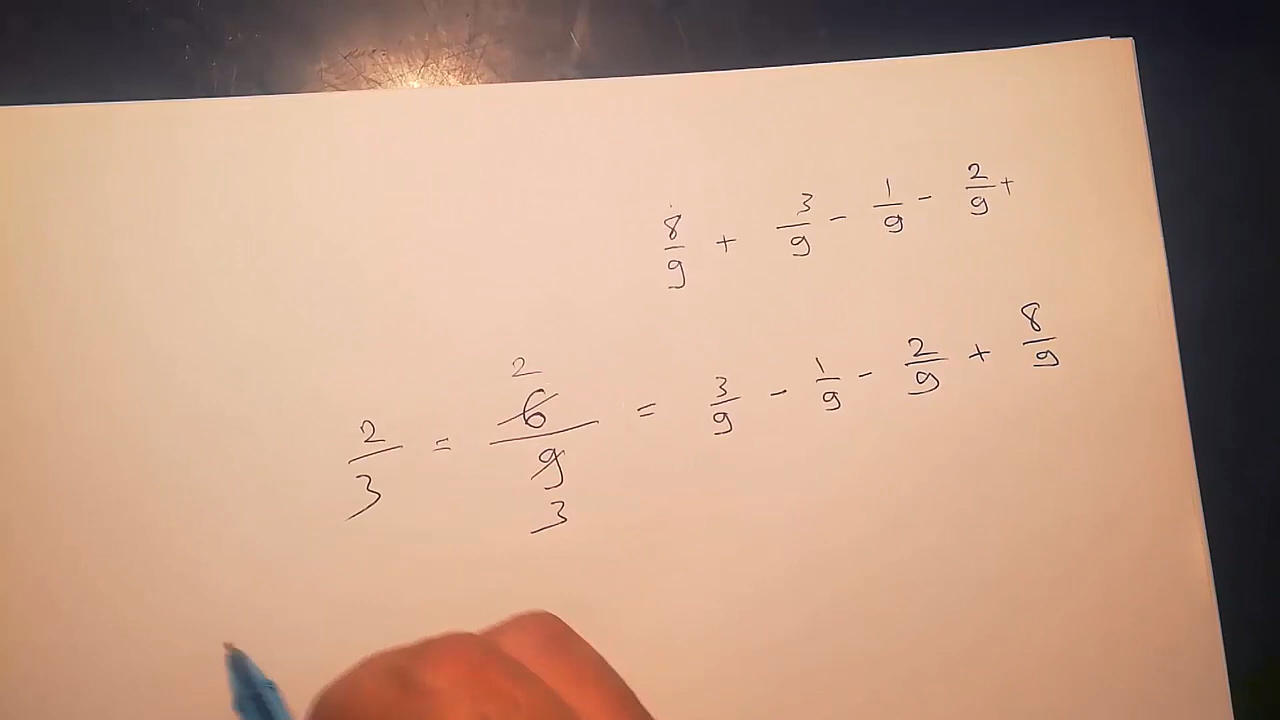 8/9 + 3/9 - 1/9 - 2/9 +
2/3 = 6/9 = 3/9 - 1/9 - 2/9 + 8/9
2
3